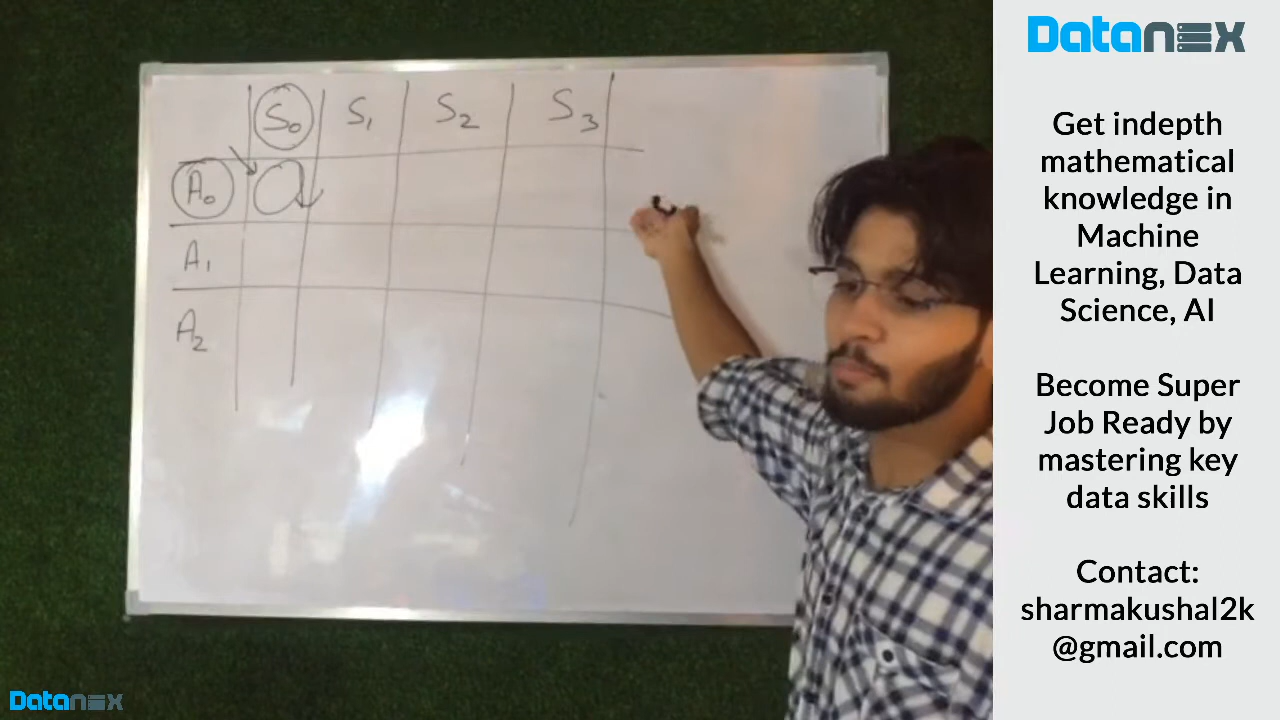 Datanex
S0 S1 S2 S3
A0
A1
A2
Get indepth
mathematical
knowledge in
Machine
Learning, Data
Science, AI
Become Super
Job Ready by
mastering key
data skills
Contact:
sharmakushal2k
@gmail.com
Datanex